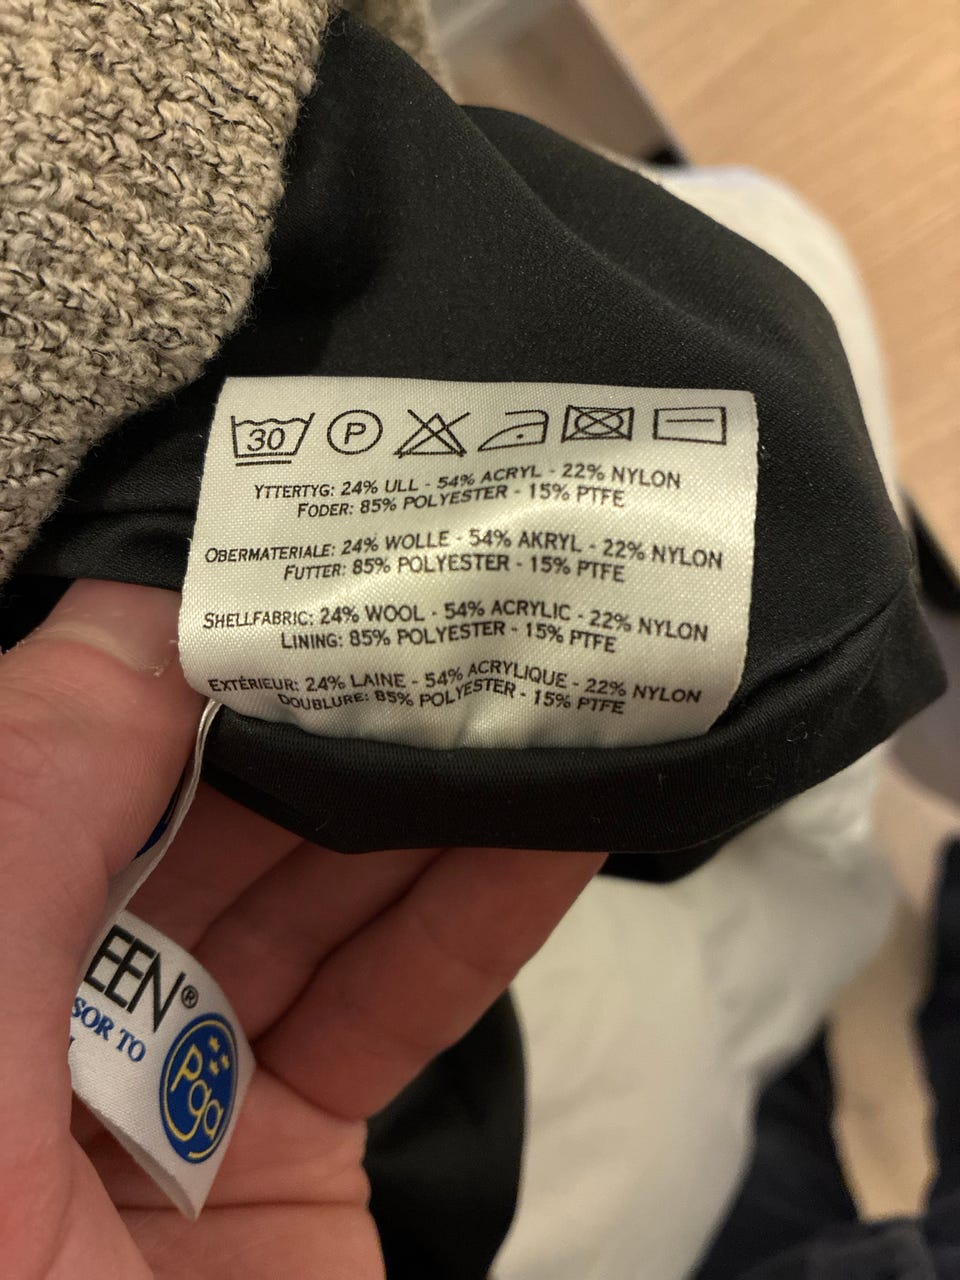 30 P
YTTERTYG: 24% ULL - 54% ACRYL - 22% NYLON
FODER: 85% POLYESTER - 15% PTFE
OBERMATERIALE: 24% WOLLE - 54% AKRYL - 22% NYLON
FUTTER: 85% POLYESTER - 15% PTFE
SHELLFABRIC: 24% WOOL - 54% ACRYLIC - 22% NYLON
LINING: 85% POLYESTER - 15% PTFE
EXTÉRIEUR: 24% LAINE - 54% ACRYLIQUE - 22% NYLON
DOUBLURE: 85% POLYESTER - 15% PTFE
EEN®
SOR TO
Pga